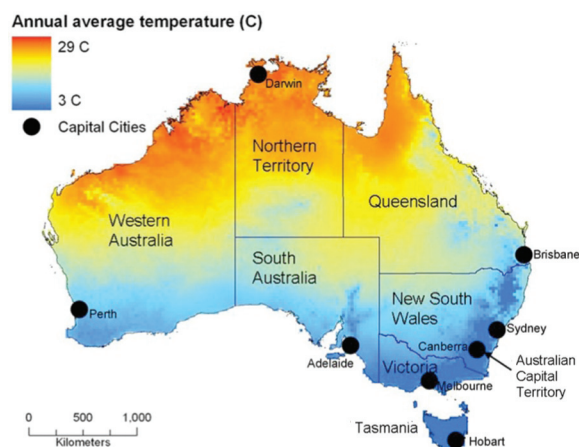 Annual average temperature (C)
29 C
3 C
Capital Cities
Darwin
Northern
Territory
Queensland
Western
Australia
South
Australia
Brisbane
New South
Wales
Perth
Sydney
Canberra
Adelaide
Australian
Capital
Territory
Victoria
Melbourne
Tasmania
Hobart
0 500 1,000
Kilometers